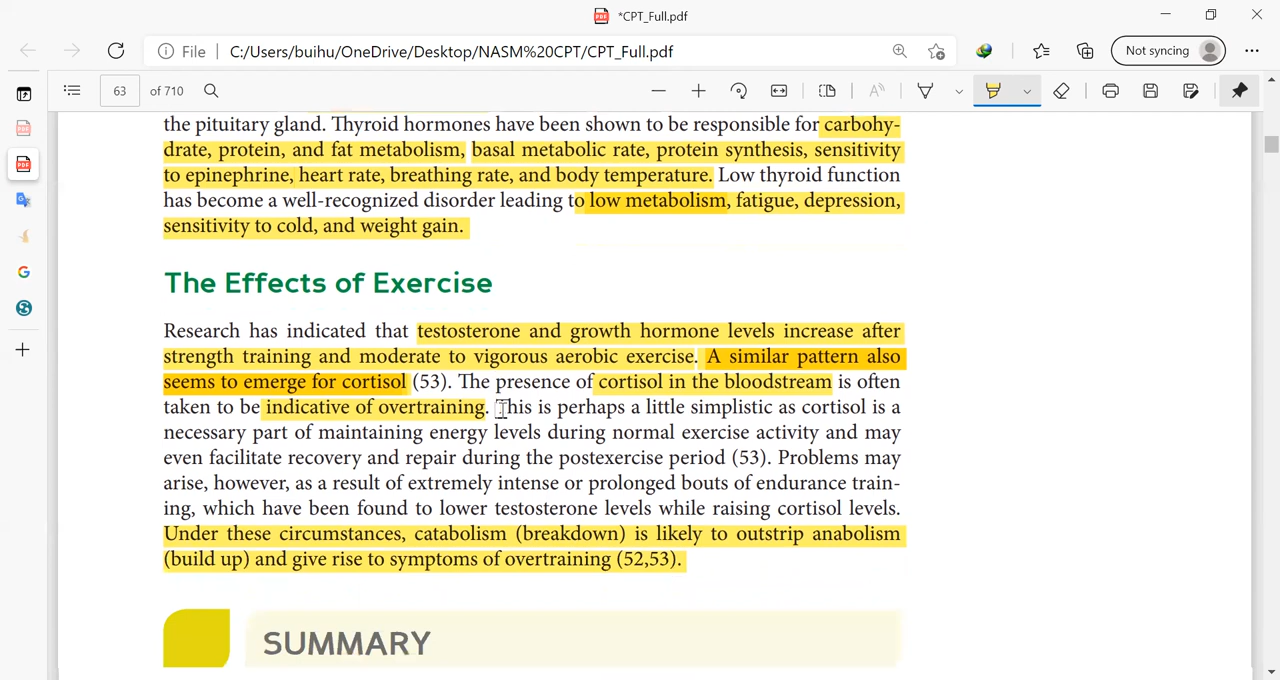 *CPT_Full.pdf
File | C:/Users/buihu/OneDrive/Desktop/NASM%20CPT/CPT_Full.pdf
Not syncing
63 of 710
the pituitary gland. Thyroid hormones have been shown to be responsible for carbohy-
drate, protein, and fat metabolism, basal metabolic rate, protein synthesis, sensitivity
to epinephrine, heart rate, breathing rate, and body temperature. Low thyroid function
has become a well-recognized disorder leading to low metabolism, fatigue, depression,
sensitivity to cold, and weight gain.
The Effects of Exercise
Research has indicated that testosterone and growth hormone levels increase after
strength training and moderate to vigorous aerobic exercise. A similar pattern also
seems to emerge for cortisol (53). The presence of cortisol in the bloodstream is often
taken to be indicative of overtraining. This is perhaps a little simplistic as cortisol is a
necessary part of maintaining energy levels during normal exercise activity and may
even facilitate recovery and repair during the postexercise period (53). Problems may
arise, however, as a result of extremely intense or prolonged bouts of endurance train-
ing, which have been found to lower testosterone levels while raising cortisol levels.
Under these circumstances, catabolism (breakdown) is likely to outstrip anabolism
(build up) and give rise to symptoms of overtraining (52,53).
SUMMARY